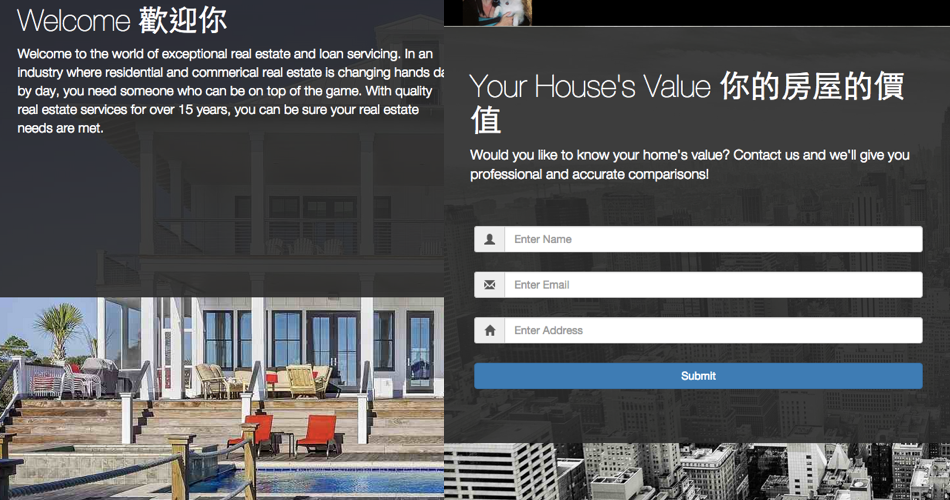 Welcome 歡迎你
Welcome to the world of exceptional real estate and loan servicing. In an
industry where residential and commerical real estate is changing hands da
by day, you need someone who can be on top of the game. With quality
real estate services for over 15 years, you can be sure your real estate
needs are met.
Your House's Value 你的房屋的價
值
Would you like to know your home's value? Contact us and we'll give you
professional and accurate comparisons!
Enter Name
Enter Email
Enter Address
Submit